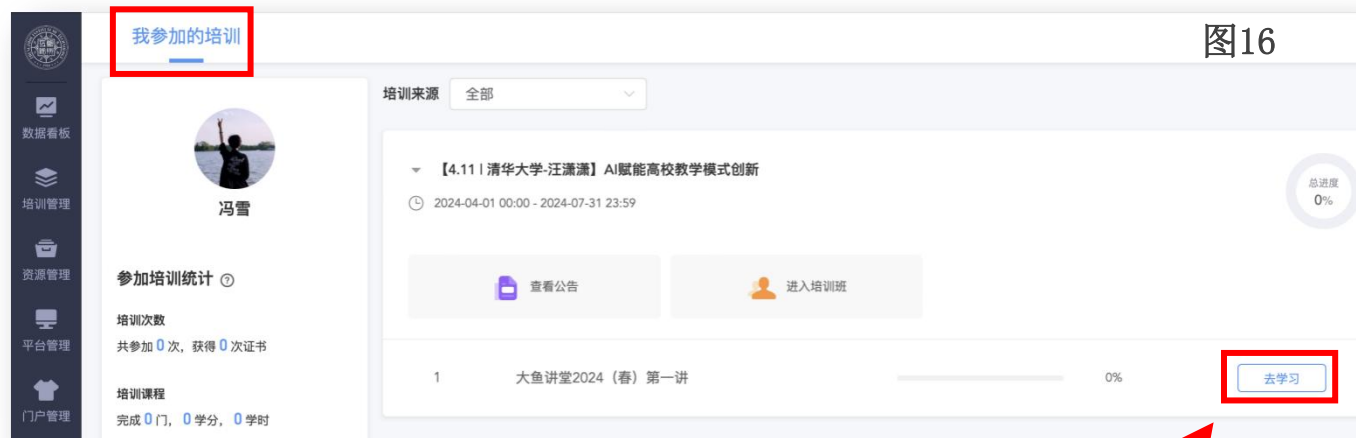 我参加的培训
图16
数据看板
培训管理
资源管理
平台管理
门户管理
冯雪
参加培训统计
培训次数
共参加 0 次，获得 0 次证书
培训课程
完成 0 门，0 学分，0 学时
培训来源 全部
【4.11 | 清华大学-汪潇潇】AI赋能高校教学模式创新
2024-04-01 00:00 - 2024-07-31 23:59
总进度
0%
查看公告 进入培训班
1 大鱼讲堂2024（春）第一讲 0% 去学习